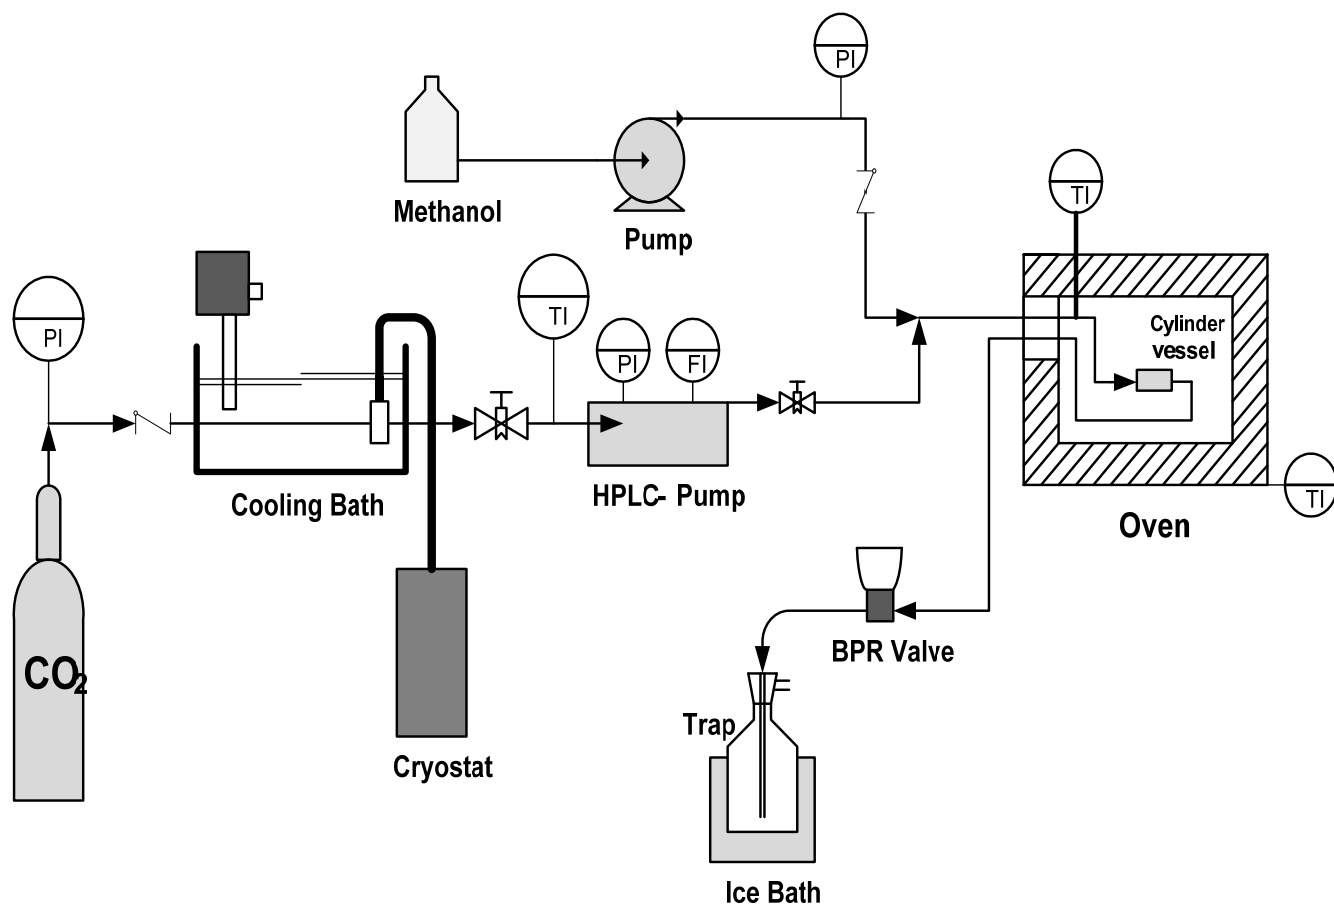 PI
Methanol
Pump
TI
PI
TI
PI
FI
Cylinder
vessel
Cooling Bath
HPLC- Pump
TI
Oven
CO2
BPR Valve
Trap
Cryostat
Ice Bath